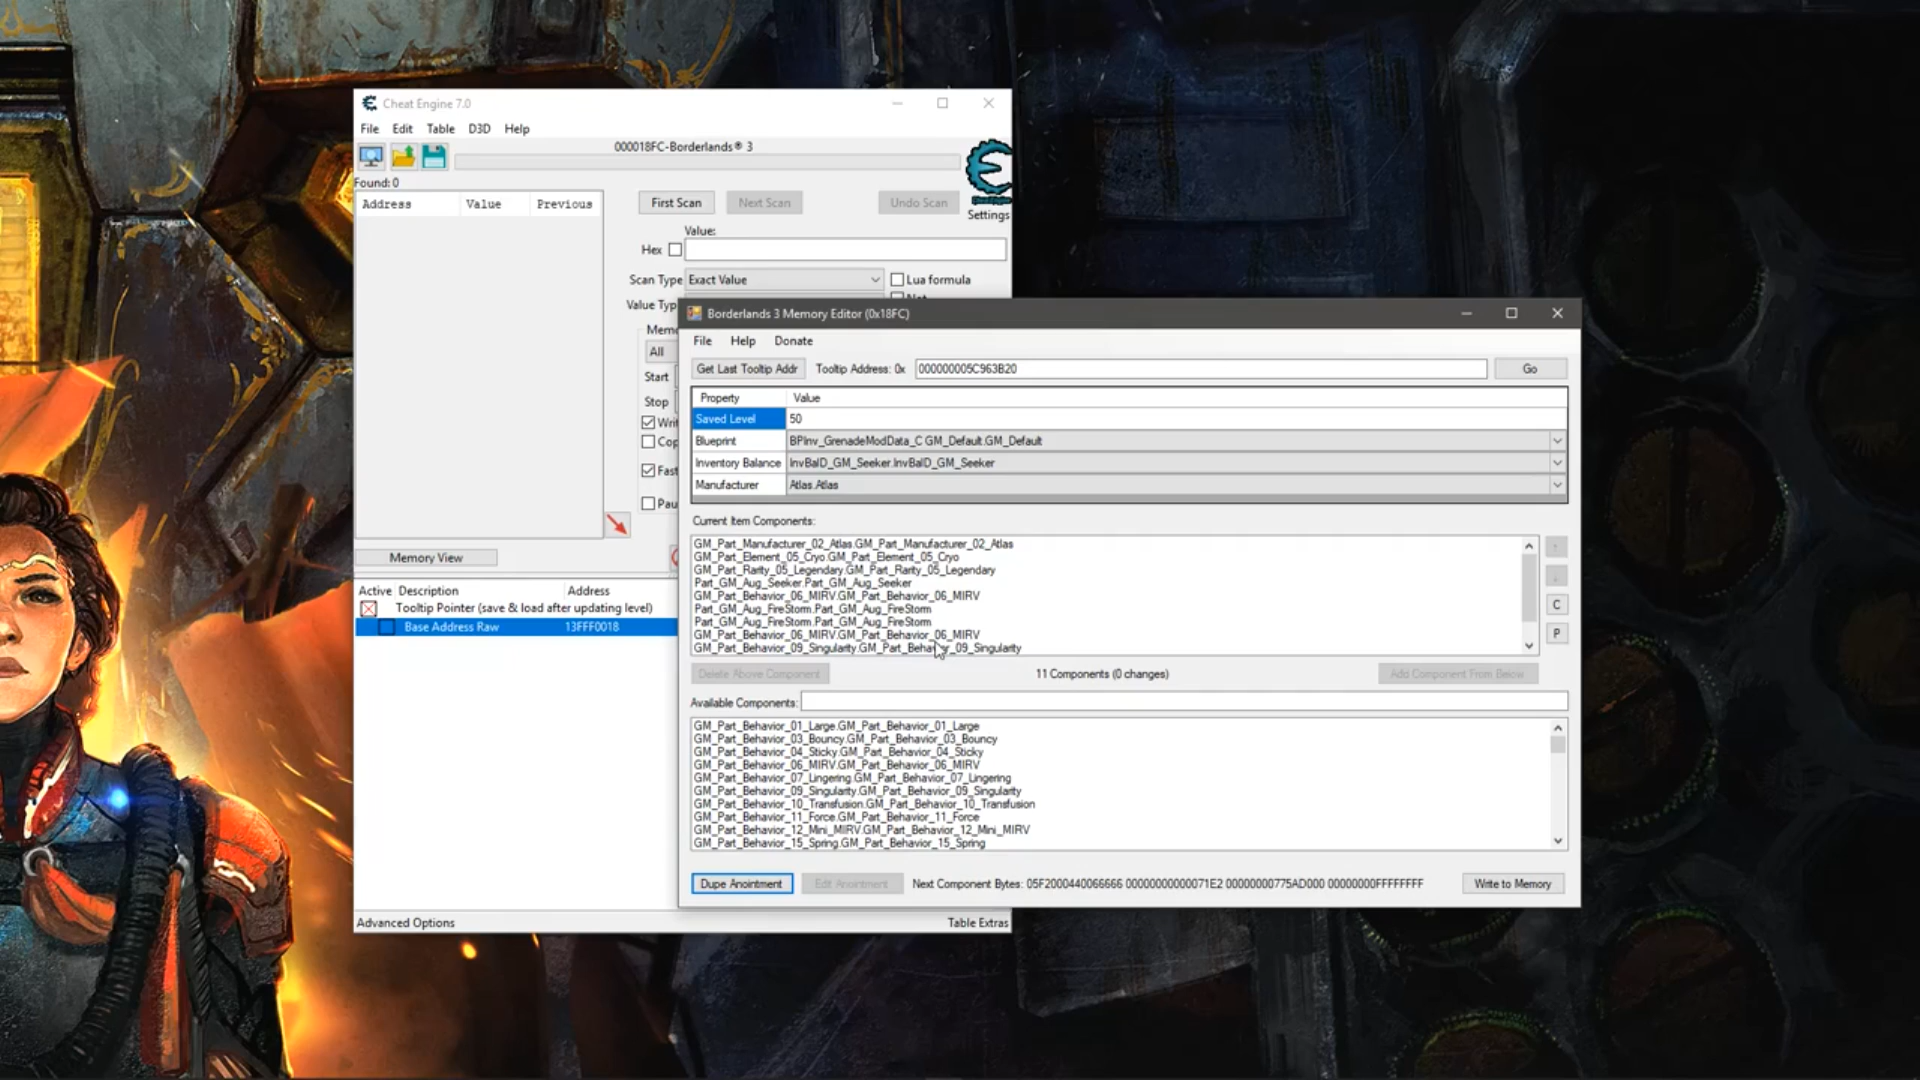 Cheat Engine 7.0
File Edit Table D3D Help
000018FC-Borderlands® 3
Found: 0
Address Value Previous
First Scan Next Scan Undo Scan
Settings
Value:
Hex
Scan Type Exact Value Lua formula
Value Typ
Mem
All
Start
Stop
Writ
Cop
Fast
Pau
Memory View
Active Description Address
Tooltip Pointer (save & load after updating level)
Base Address Raw 13FFF0018
Advanced Options Table Extras
Borderlands 3 Memory Editor (0x18FC)
File Help Donate
Get Last Tooltip Addr Tooltip Address: 0x 000000005C963B20 Go
Property Value
Saved Level 50
Blueprint BPInv_GrenadeModData_C GM_Default.GM_Default
Inventory Balance InvBalD_GM_Seeker.InvBalD_GM_Seeker
Manufacturer Atlas.Atlas
Current Item Components:
GM_Part_Manufacturer_02_Atlas.GM_Part_Manufacturer_02_Atlas
GM_Part_Element_05_Cryo.GM_Part_Element_05_Cryo
GM_Part_Rarity_05_Legendary.GM_Part_Rarity_05_Legendary
Part_GM_Aug_Seeker.Part_GM_Aug_Seeker
GM_Part_Behavior_06_MIRV.GM_Part_Behavior_06_MIRV
Part_GM_Aug_FireStorm.Part_GM_Aug_FireStorm
Part_GM_Aug_FireStorm.Part_GM_Aug_FireStorm
GM_Part_Behavior_06_MIRV.GM_Part_Behavior_06_MIRV
GM_Part_Behavior_09_Singularity.GM_Part_Behavior_09_Singularity
C
P
Delete Above Component 11 Components (0 changes) Add Component From Below
Available Components:
GM_Part_Behavior_01_Large.GM_Part_Behavior_01_Large
GM_Part_Behavior_03_Bouncy.GM_Part_Behavior_03_Bouncy
GM_Part_Behavior_04_Sticky.GM_Part_Behavior_04_Sticky
GM_Part_Behavior_06_MIRV.GM_Part_Behavior_06_MIRV
GM_Part_Behavior_07_Lingering.GM_Part_Behavior_07_Lingering
GM_Part_Behavior_09_Singularity.GM_Part_Behavior_09_Singularity
GM_Part_Behavior_10_Transfusion.GM_Part_Behavior_10_Transfusion
GM_Part_Behavior_11_Force.GM_Part_Behavior_11_Force
GM_Part_Behavior_12_Mini_MIRV.GM_Part_Behavior_12_Mini_MIRV
GM_Part_Behavior_15_Spring.GM_Part_Behavior_15_Spring
Dupe Anointment Edit Anointment Next Component Bytes: 05F2000440066666 00000000000071E2 00000000775AD000 00000000FFFFFFFF Write to Memory